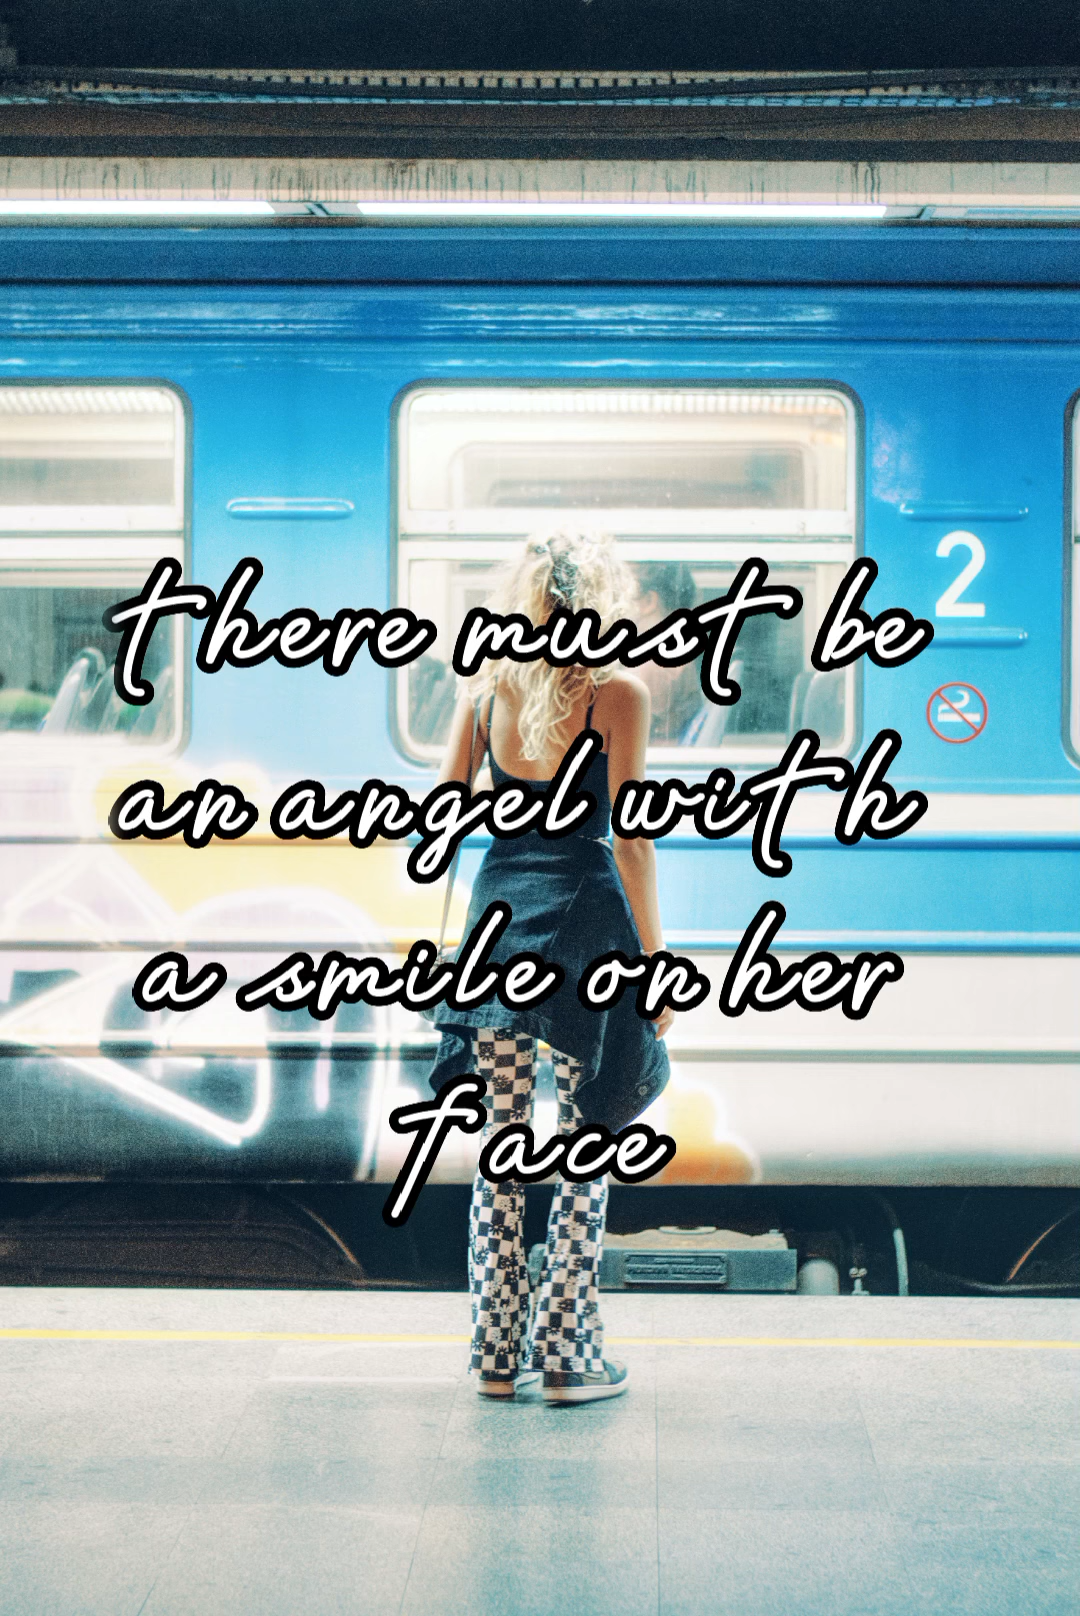 2
there must be
an angel with
a smile on her
face